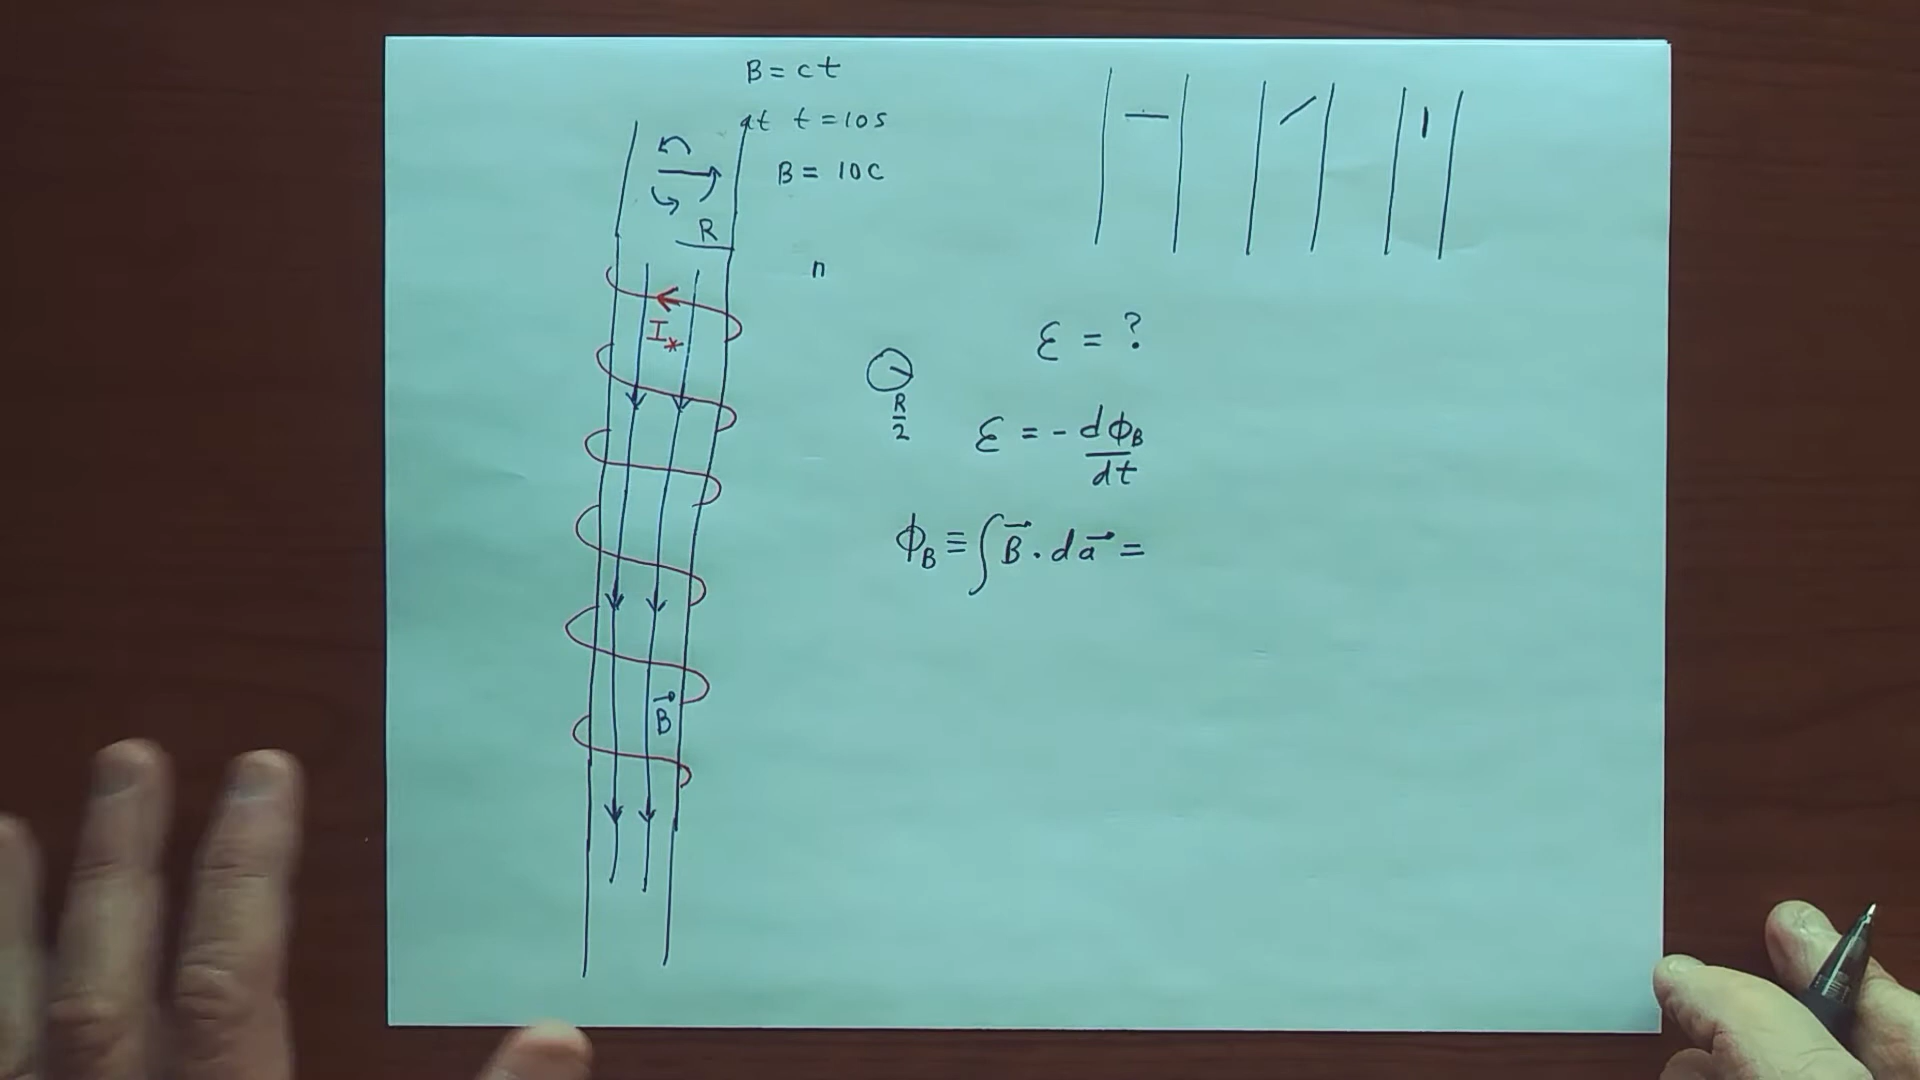 B = ct
at t = 10s
B = 10c
R
n
I*
ℰ = ?
R/2
ℰ = - dϕ_B/dt
ϕ_B ≡ ∫ B⃗ . da⃗ =
B⃗